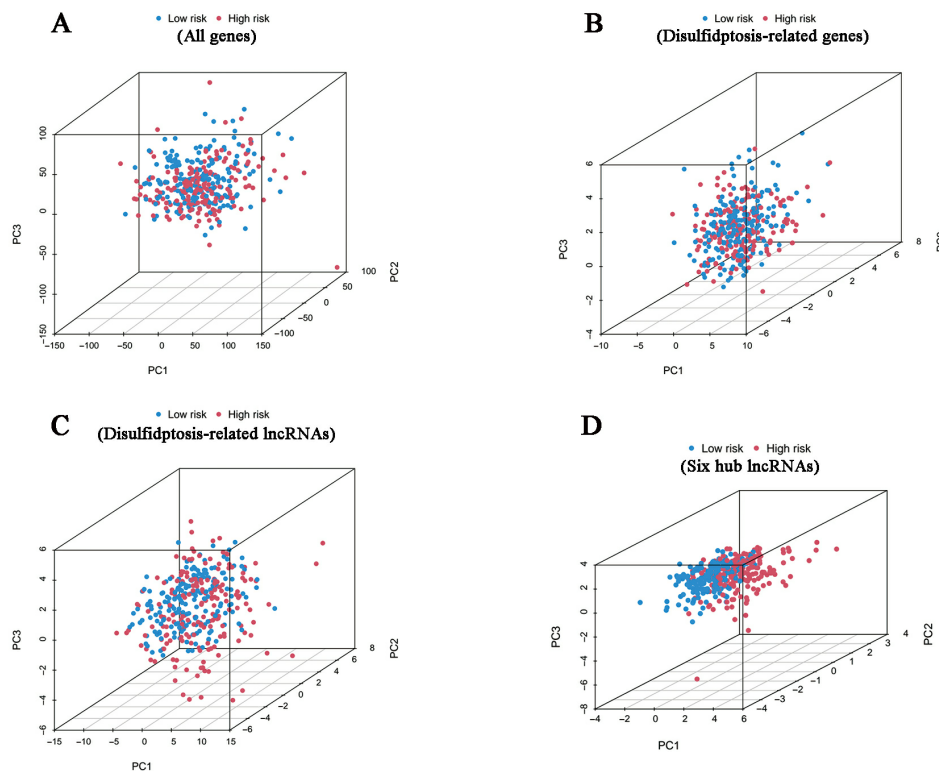 A
Low risk High risk
(All genes)
100
50
0
−50
−100
−150
PC3
−150 −100 −50 0 50 100 150
PC1
−100
−50
0
50
100
PC2
B
Low risk High risk
(Disulfidptosis-related genes)
6
4
2
0
−2
−4
PC3
−10 −5 0 5 10
PC1
−6
−4
−2
0
2
4
6
8
C
Low risk High risk
(Disulfidptosis-related lncRNAs)
6
4
2
0
−2
−4
−6
PC3
−15 −10 −5 0 5 10 15
PC1
−6
−4
−2
0
2
4
6
8
PC2
D
Low risk High risk
(Six hub lncRNAs)
4
2
0
−2
−4
−6
−8
PC3
−4 −2 0 2 4 6
PC1
−4
−3
−2
−1
0
1
2
3
4
PC2